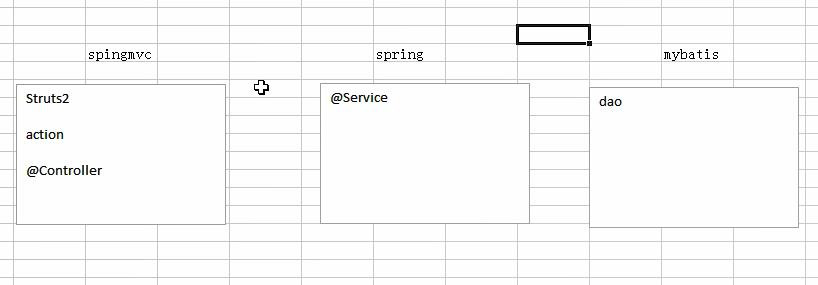 spingmvc
spring
mybatis
Struts2
action
@Controller
@Service
dao